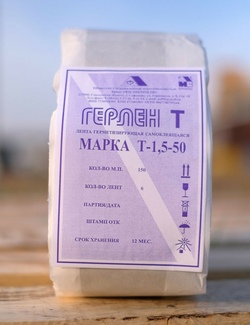 ГЕРЛЕН Т
ЛЕНТА ГЕРМЕТИЗИРУЮЩАЯ САМОКЛЕЯЩАЯСЯ
МАРКА Т-1,5-50
КОЛ-ВО М.П. 100
КОЛ-ВО ЛЕНТ 6
ПАРТИЯ/ДАТА
ШТАМП ОТК
СРОК ХРАНЕНИЯ 12 МЕС.